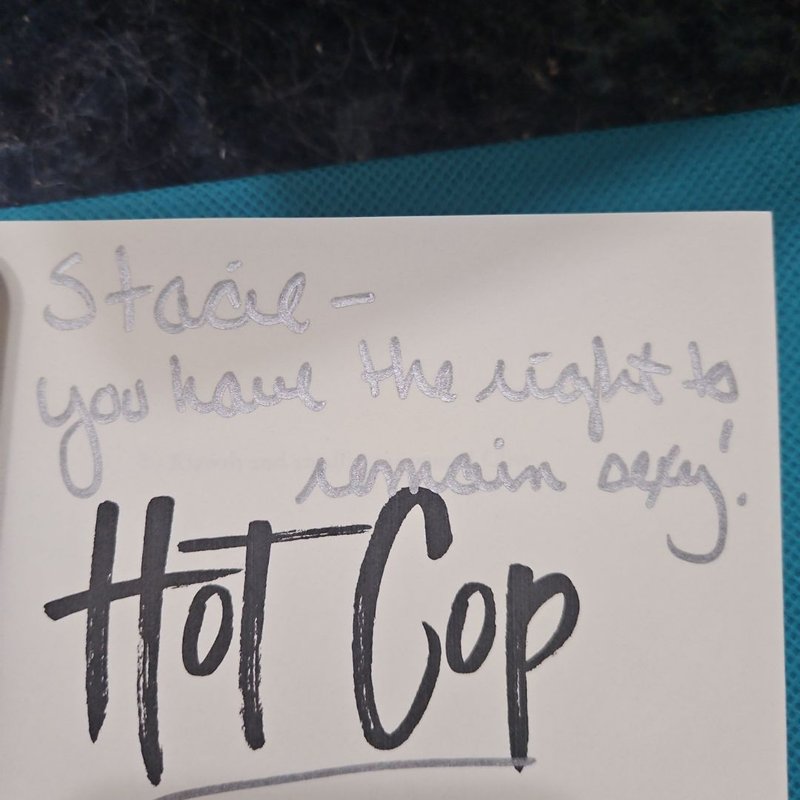 Stacie -
you have the right to
remain sexy!
Hot Cop